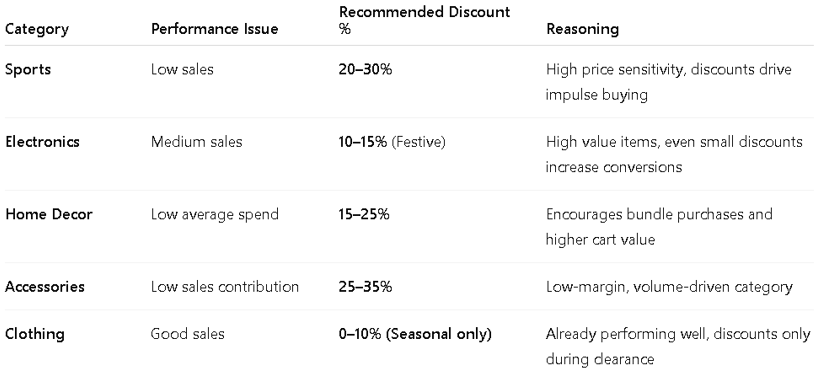 Category Performance Issue Recommended Discount % Reasoning
Sports Low sales 20–30% High price sensitivity, discounts drive
impulse buying
Electronics Medium sales 10–15% (Festive) High value items, even small discounts
increase conversions
Home Decor Low average spend 15–25% Encourages bundle purchases and
higher cart value
Accessories Low sales contribution 25–35% Low-margin, volume-driven category
Clothing Good sales 0–10% (Seasonal only) Already performing well, discounts only
during clearance